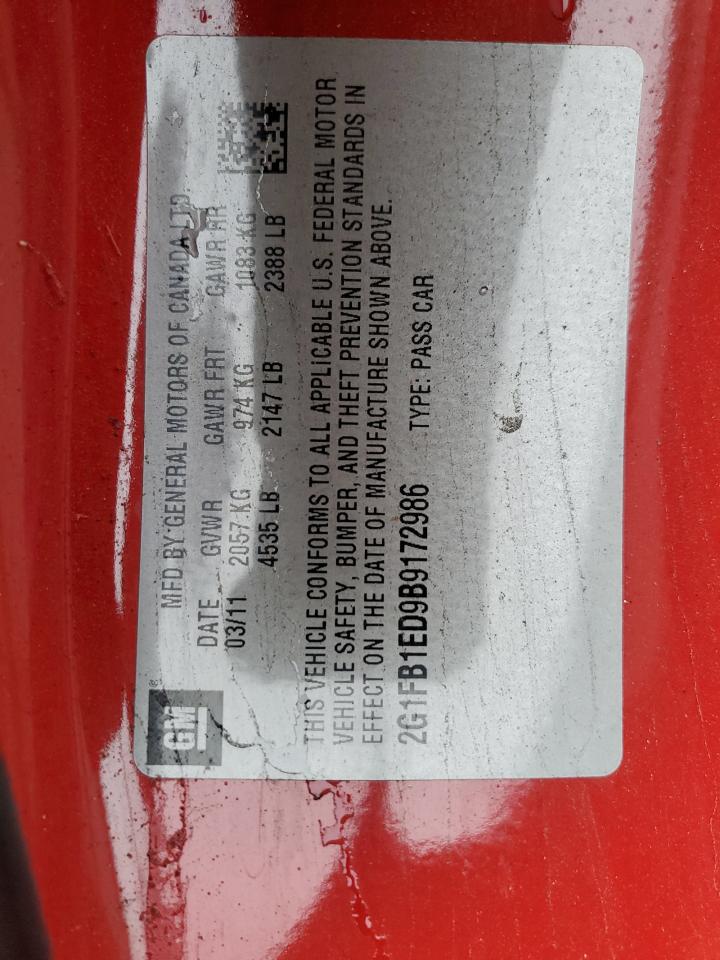 GM®
MFD BY GENERAL MOTORS OF CANADA LTD
DATE GVWR GAWR FRT GAWR RR
03/11 2057 KG 974 KG 1083 KG
4535 LB 2147 LB 2388 LB
THIS VEHICLE CONFORMS TO ALL APPLICABLE U.S. FEDERAL MOTOR
VEHICLE SAFETY, BUMPER, AND THEFT PREVENTION STANDARDS IN
EFFECT ON THE DATE OF MANUFACTURE SHOWN ABOVE.
2G1FB1ED9B9172986 TYPE: PASS CAR